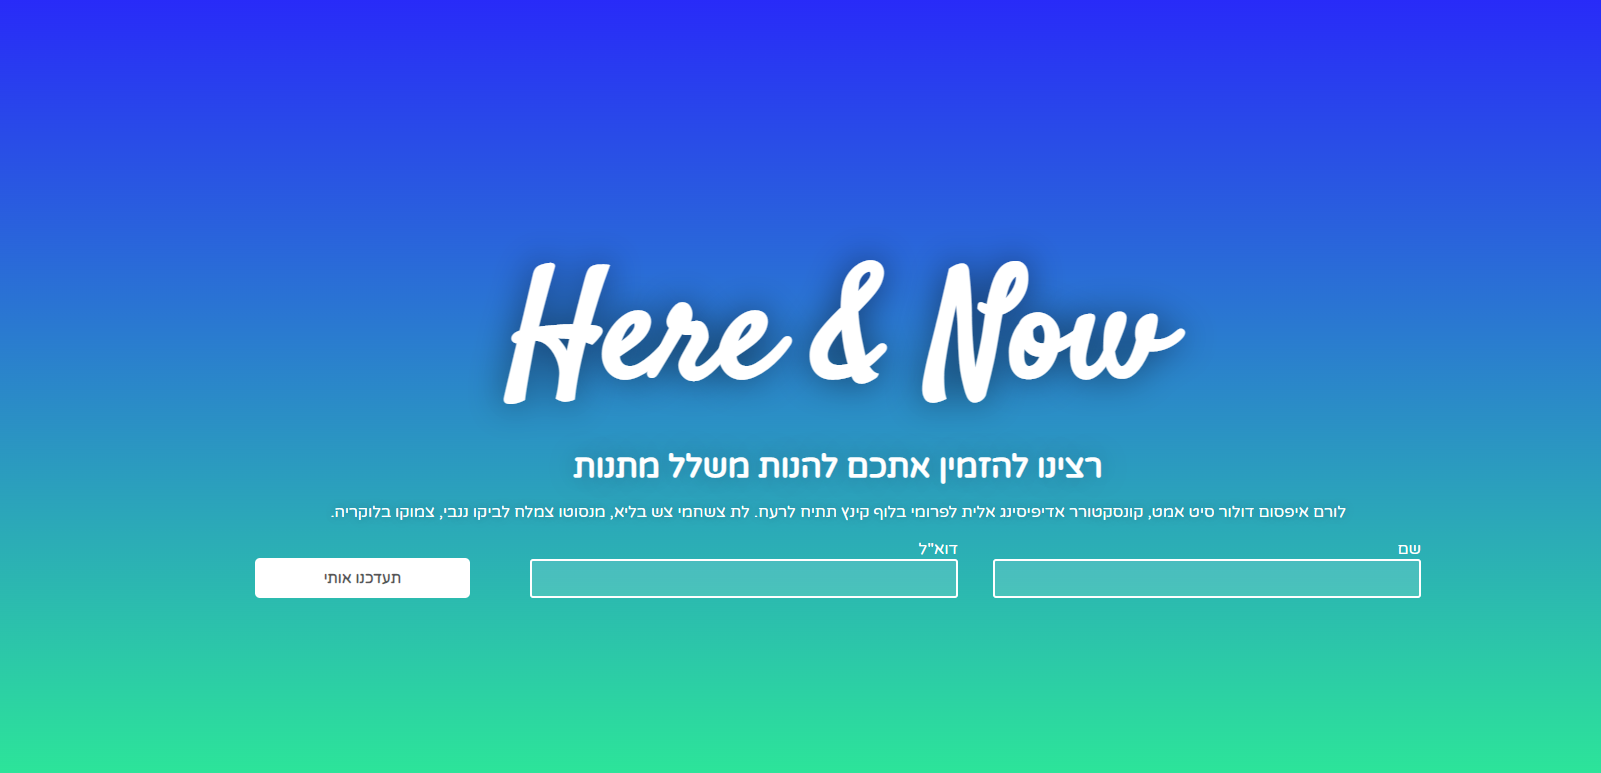 Here & Now
רצינו להזמין אתכם להנות משלל מתנות
לורם איפסום דולור סיט אמט, קונסקטורר אדיפיסינג אלית לפרומי בלוף קינץ תתיח לרעח. לת צשחמי צש בליא, מנסוטו צמלח לביקו ננבי, צמוקו בלוקריה.
שם
דוא"ל
תעדכנו אותי